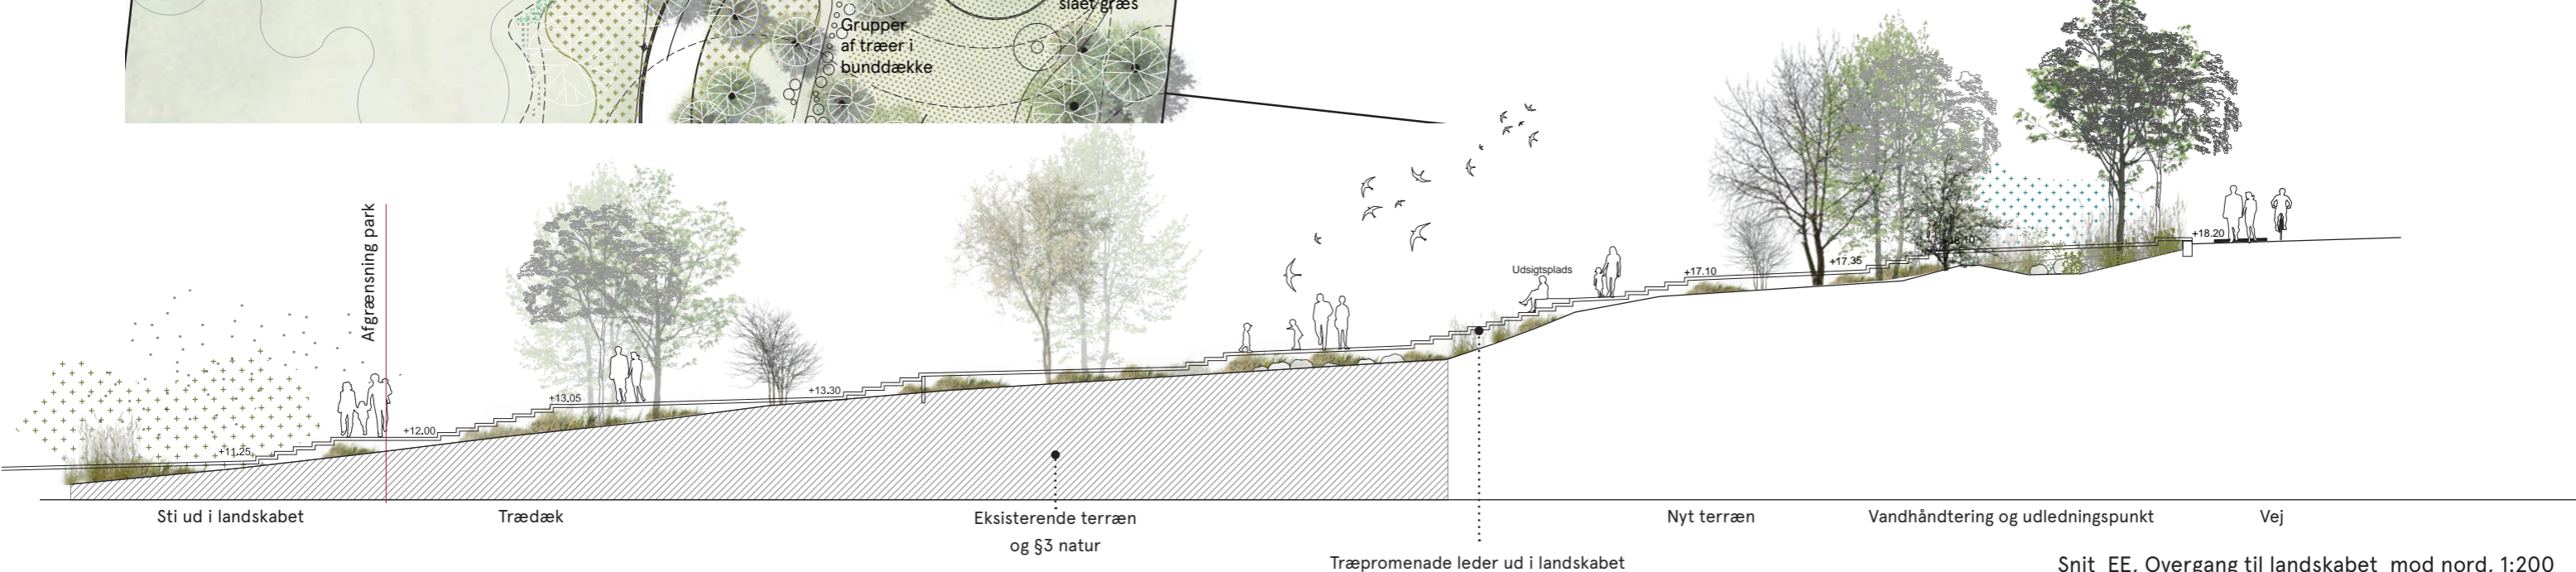 slået græs
Grupper
af træer i
bunddække
Afgrænsning park
Udsigtsplads
+18.20
+17.35
+17.10
+13.30
+13.05
+12.00
+11.25
Sti ud i landskabet
Trædæk
Eksisterende terræn
og §3 natur
Træpromenade leder ud i landskabet
Nyt terræn
Vandhåndtering og udledningspunkt
Vej
Snit EE, Overgang til landskabet mod nord, 1:200